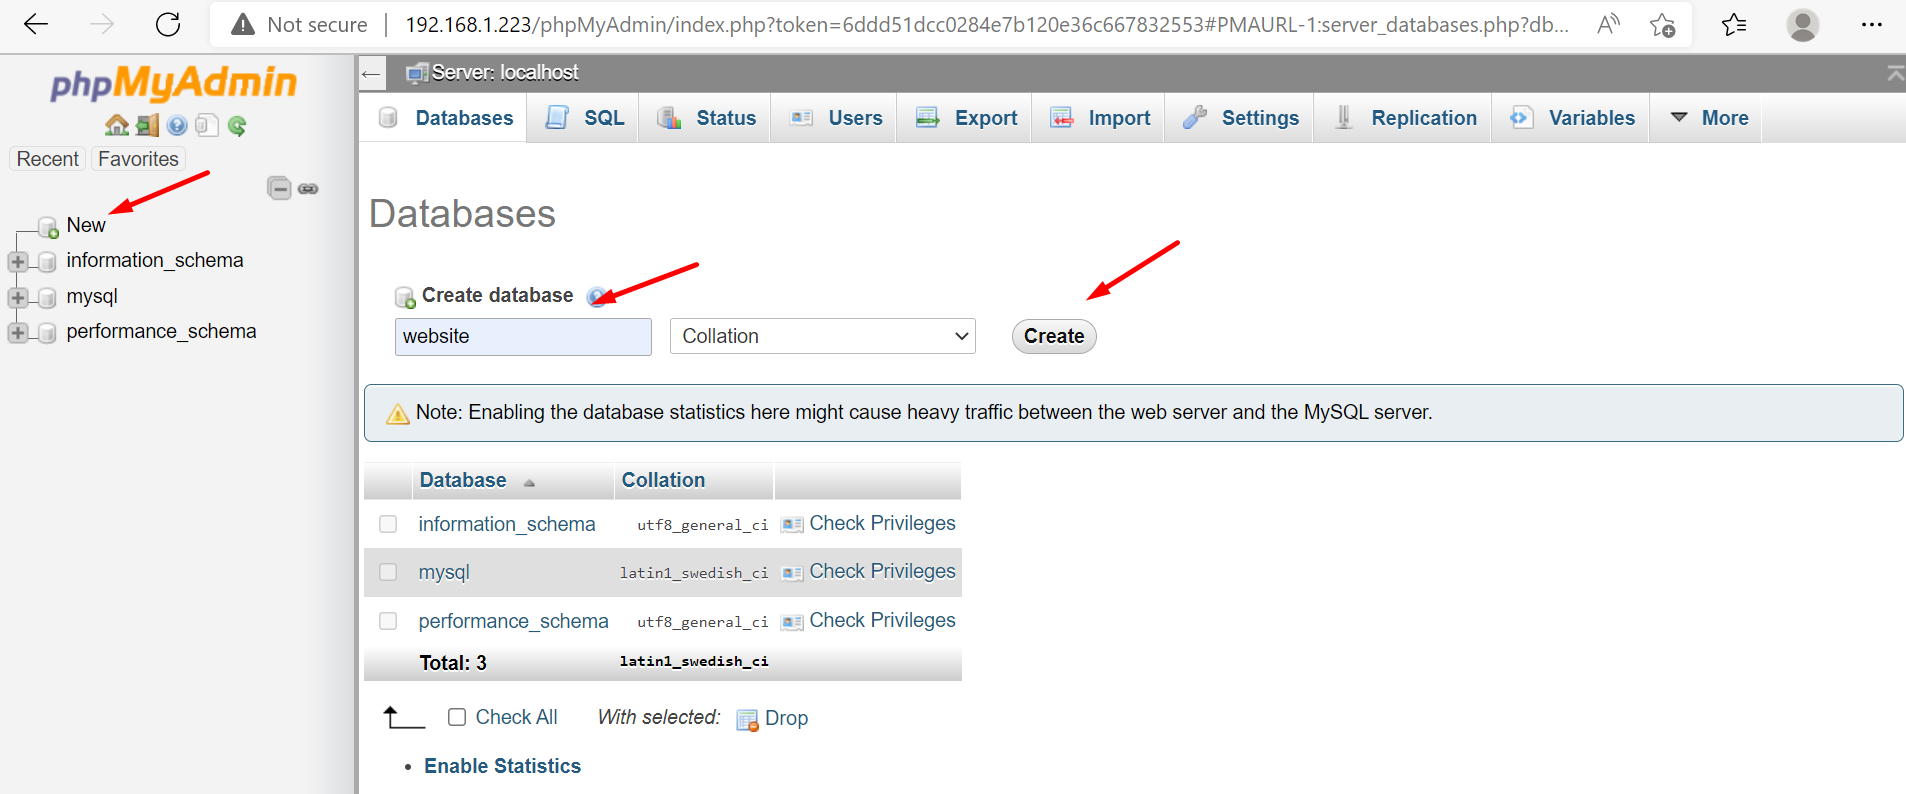 Not secure 192.168.1.223/phpMyAdmin/index.php?token=6ddd51dcc0284e7b120e36c667832553#PMAURL-1:server_databases.php?db...
phpMyAdmin
Recent Favorites
New
information_schema
mysql
performance_schema
Server: localhost
Databases SQL Status Users Export Import Settings Replication Variables More
Databases
Create database
website Collation Create
Note: Enabling the database statistics here might cause heavy traffic between the web server and the MySQL server.
Database Collation
information_schema utf8_general_ci Check Privileges
mysql latin1_swedish_ci Check Privileges
performance_schema utf8_general_ci Check Privileges
Total: 3 latin1_swedish_ci
Check All With selected: Drop
• Enable Statistics